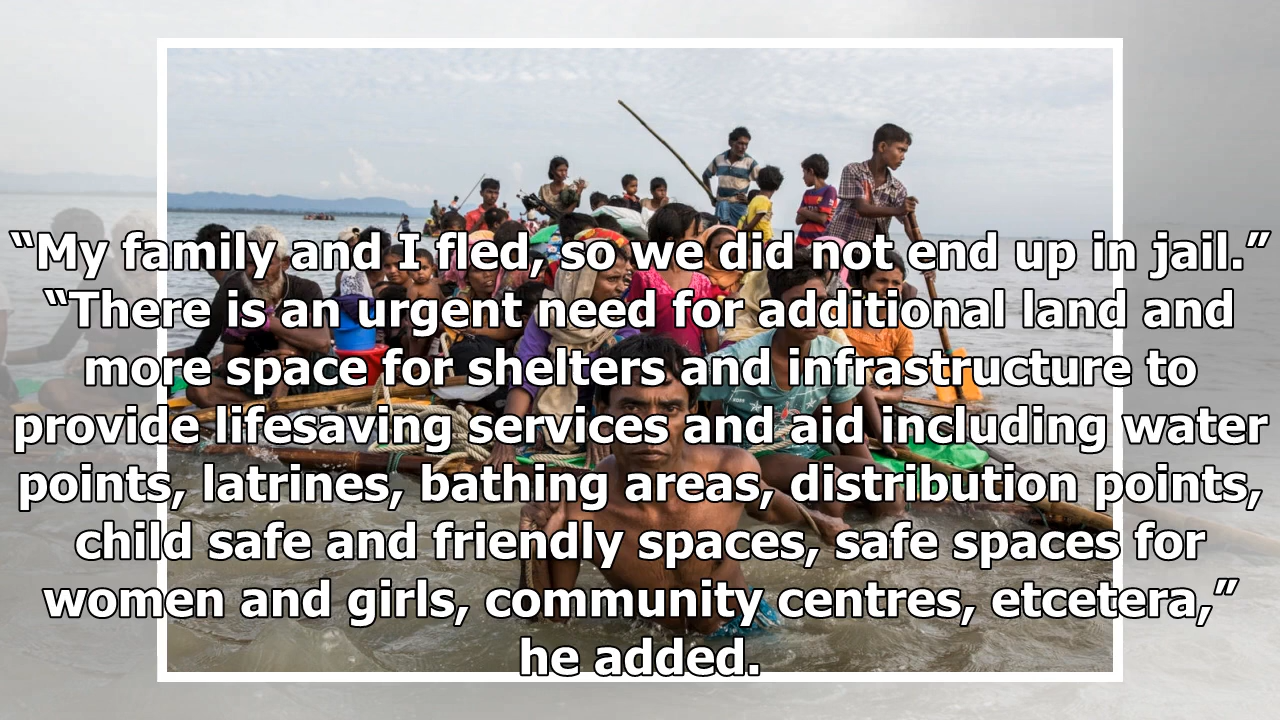 “My family and I fled, so we did not end up in jail.”
“There is an urgent need for additional land and
more space for shelters and infrastructure to
provide lifesaving services and aid including water
points, latrines, bathing areas, distribution points,
child safe and friendly spaces, safe spaces for
women and girls, community centres, etcetera,”
he added.